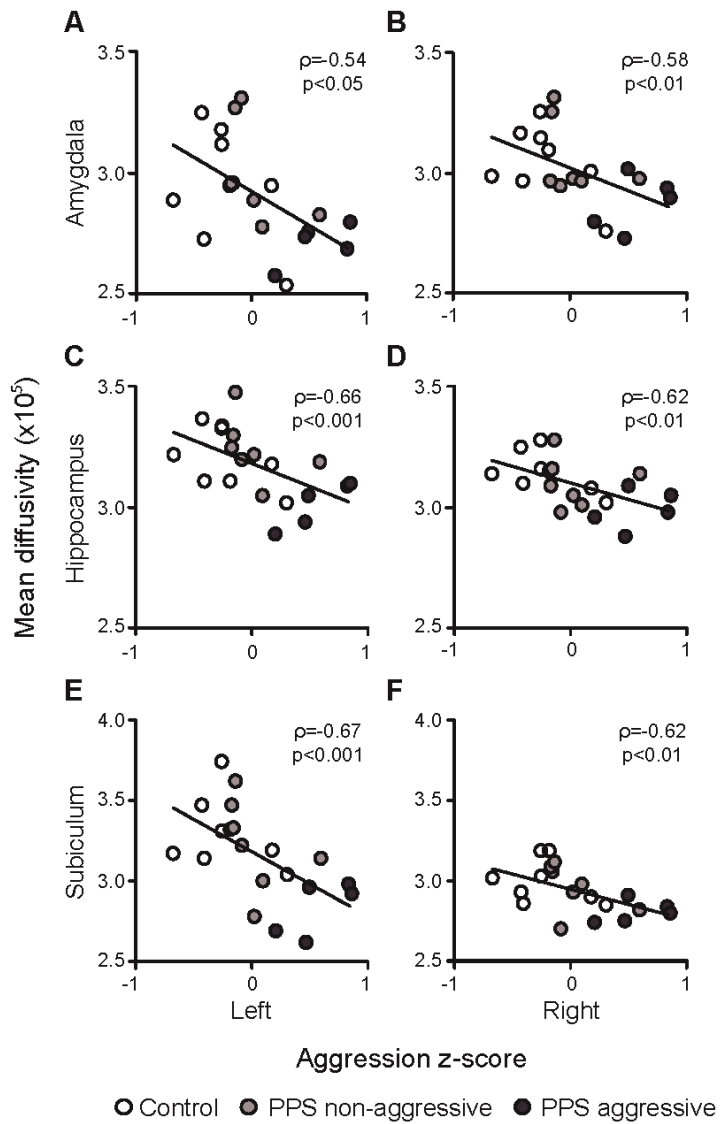 A
B
ρ=-0.54
p<0.05
ρ=-0.58
p<0.01
3.5
3.0
2.5
-1
0
1
3.5
3.0
2.5
-1
0
1
Amygdala
C
D
ρ=-0.66
p<0.001
ρ=-0.62
p<0.01
3.5
3.0
2.5
-1
0
1
3.5
3.0
2.5
-1
0
1
Hippocampus
Mean diffusivity (x10⁵)
E
F
ρ=-0.67
p<0.001
ρ=-0.62
p<0.01
4.0
3.5
3.0
2.5
-1
0
1
4.0
3.5
3.0
2.5
-1
0
1
Subiculum
Left
Right
Aggression z-score
Control PPS non-aggressive PPS aggressive